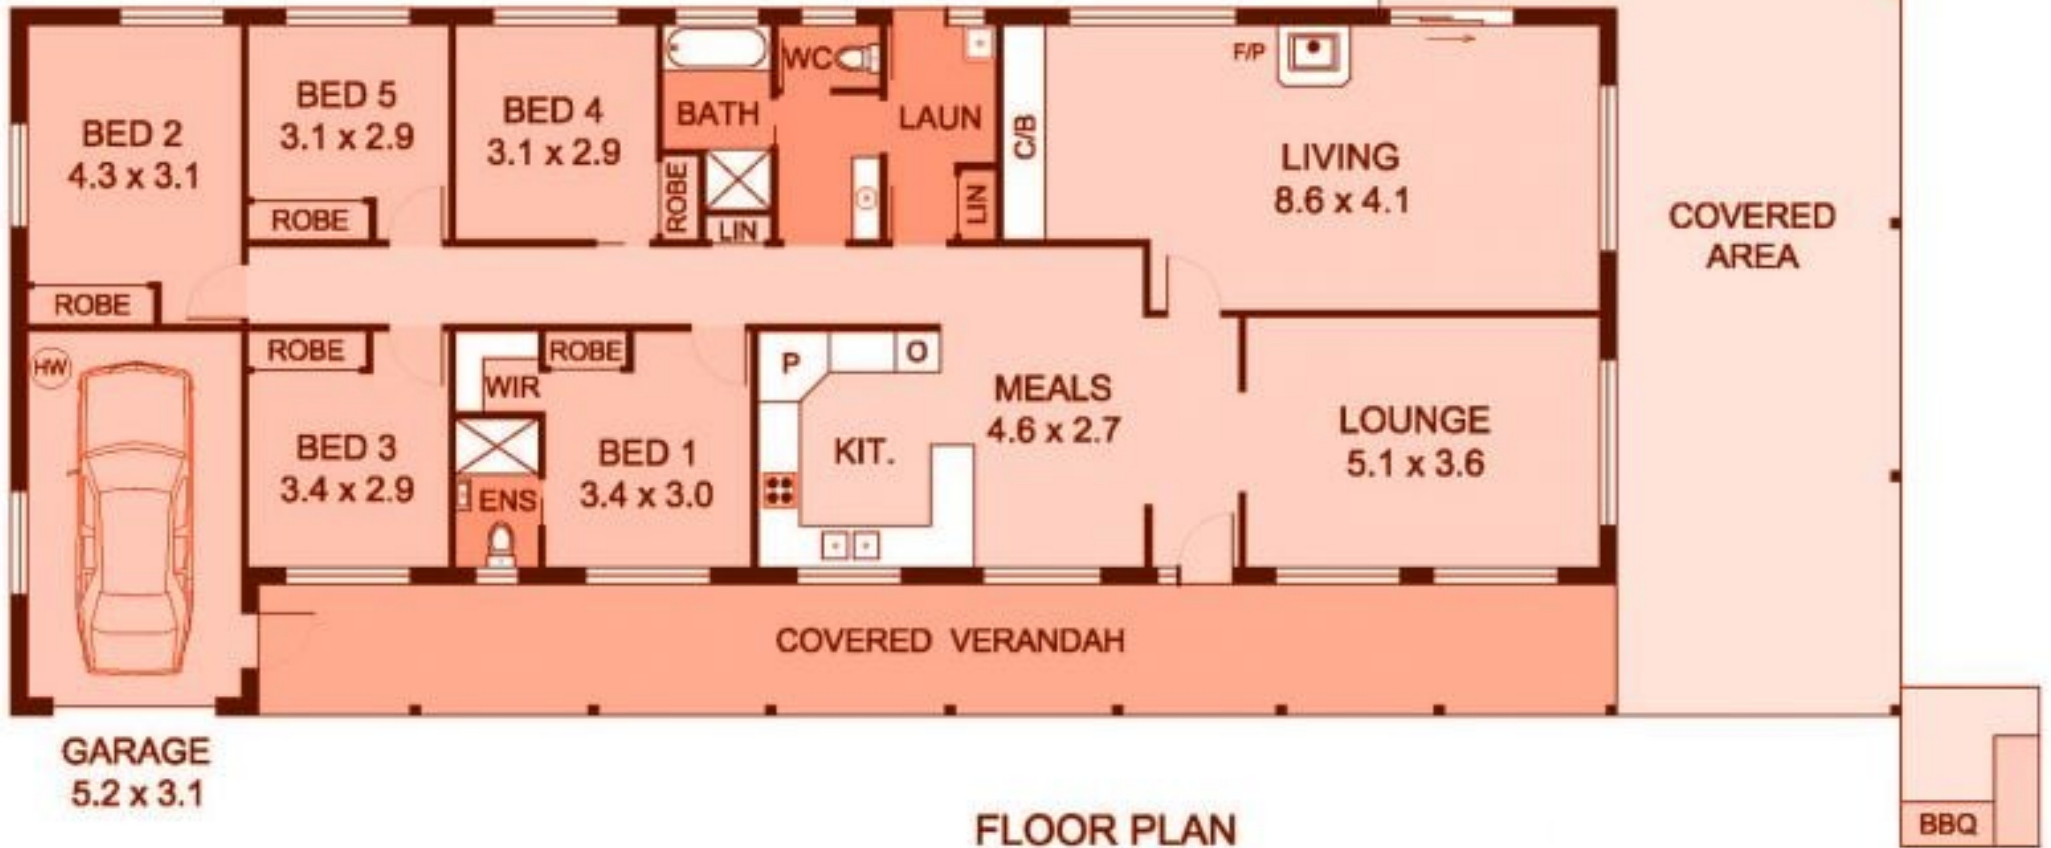 BED 2
4.3 x 3.1
ROBE
BED 5
3.1 x 2.9
ROBE
BED 4
3.1 x 2.9
ROBE
BATH
LIN
WC
LAUN
LIN
C/B
F/P
LIVING
8.6 x 4.1
COVERED
AREA
HW
ROBE
BED 3
3.4 x 2.9
WIR
ENS
ROBE
BED 1
3.4 x 3.0
P
O
KIT.
MEALS
4.6 x 2.7
LOUNGE
5.1 x 3.6
COVERED VERANDAH
GARAGE
5.2 x 3.1
FLOOR PLAN
BBQ